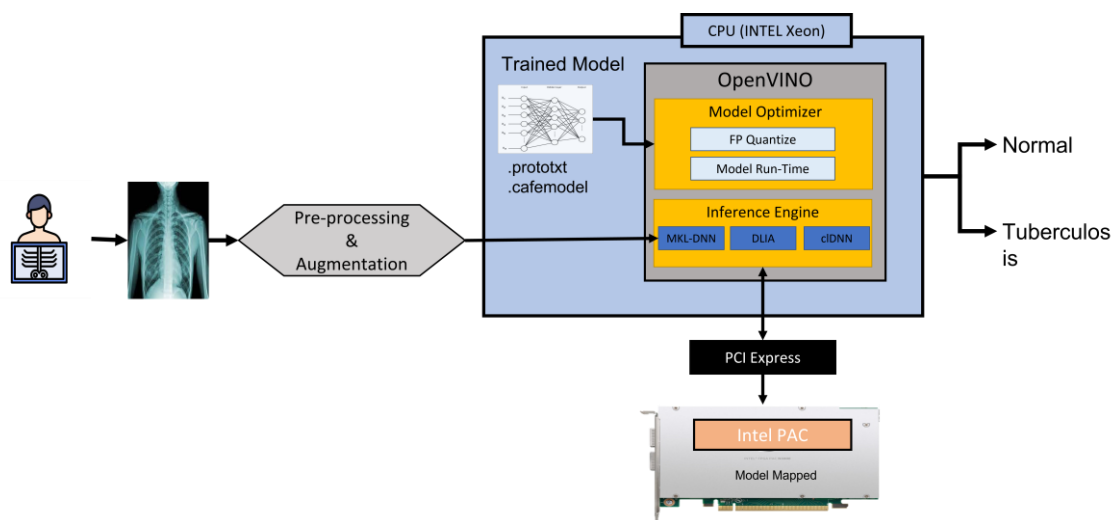 CPU (INTEL Xeon)
Trained Model
.prototxt
.cafemodel
OpenVINO
Model Optimizer
FP Quantize
Model Run-Time
Inference Engine
MKL-DNN
DLIA
clDNN
Pre-processing
&
Augmentation
Normal
Tuberculos
is
PCI Express
Intel PAC
Model Mapped